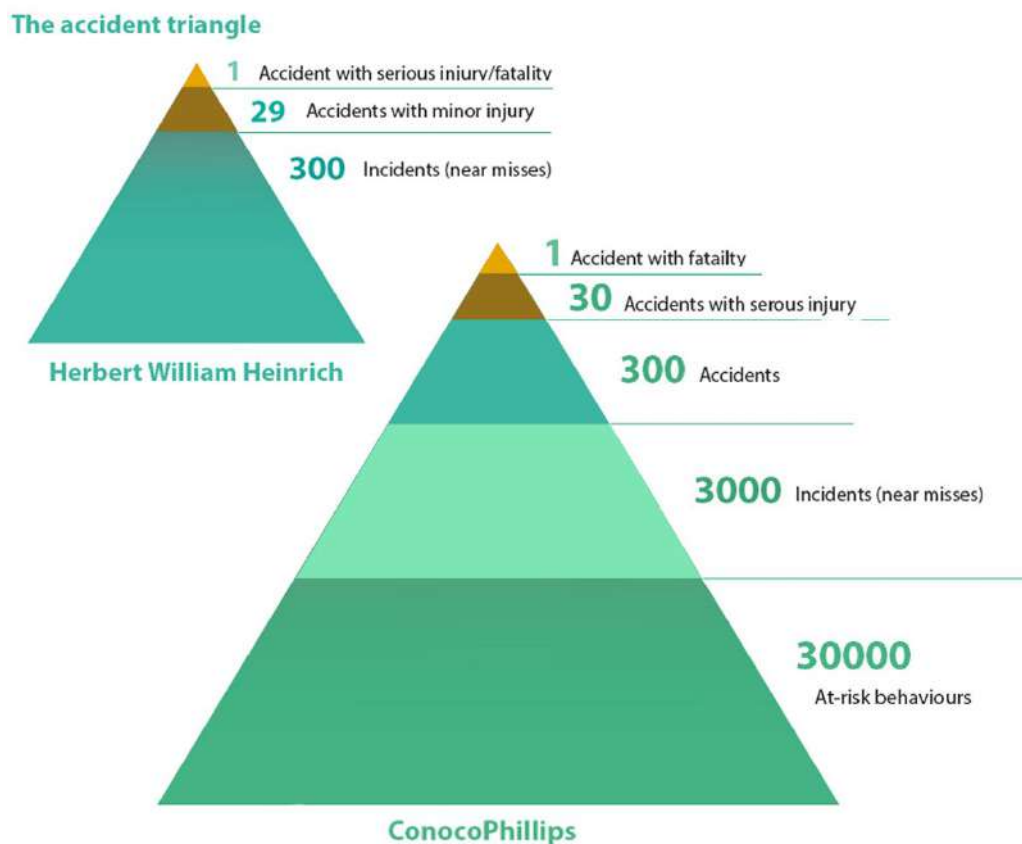 The accident triangle
1 Accident with serious iniurv/fatalitv
29 Accidents with minor injury
300 Incidents (near misses)
Herbert William Heinrich
1 Accident with fatailty
30 Accidents with serous injury
300 Accidents
3000 Incidents (near misses)
30000
At-risk behaviours
ConocoPhillips